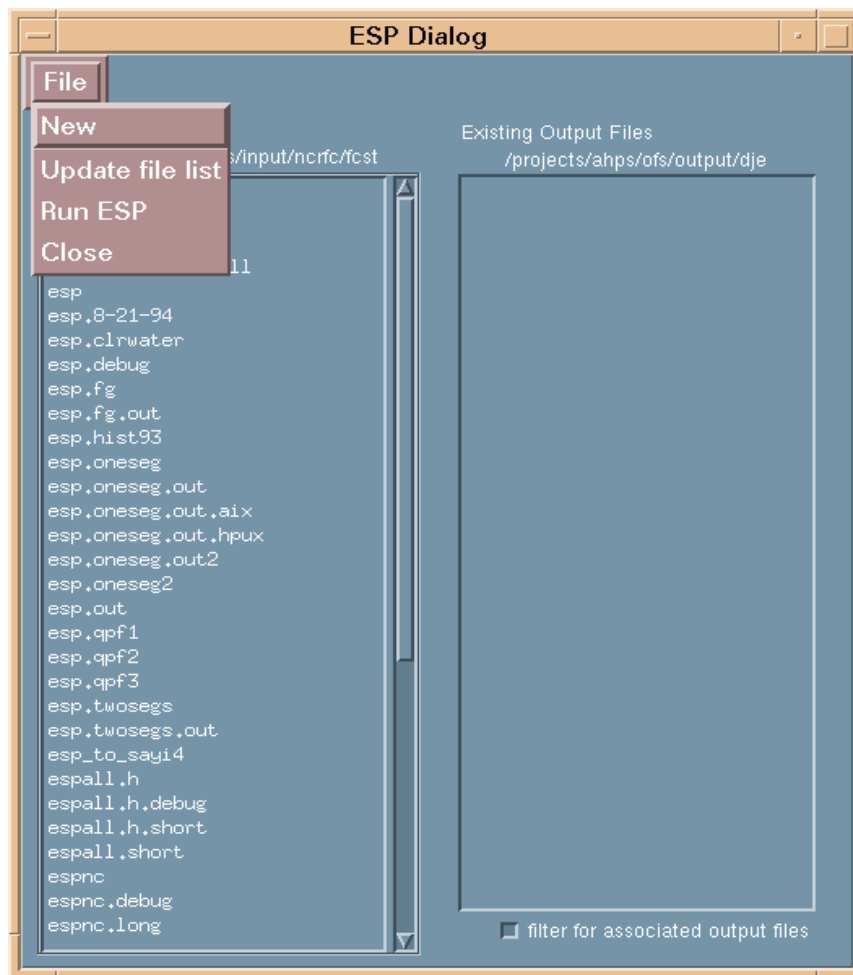 ESP Dialog
File
New
Update file list
Run ESP
Close
s/input/ncrfc/fcst
ll
esp
esp.8-21-94
esp.clrwater
esp.debug
esp.fg
esp.fg.out
esp.hist93
esp.oneseg
esp.oneseg.out
esp.oneseg.out.aix
esp.oneseg.out.hpux
esp.oneseg.out2
esp.oneseg2
esp.out
esp.qpf1
esp.qpf2
esp.qpf3
esp.twosegs
esp.twosegs.out
esp_to_sayi4
espall.h
espall.h.debug
espall.h.short
espall.short
espnc
espnc.debug
espnc.long
Existing Output Files
/projects/ahps/ofs/output/dje
filter for associated output files